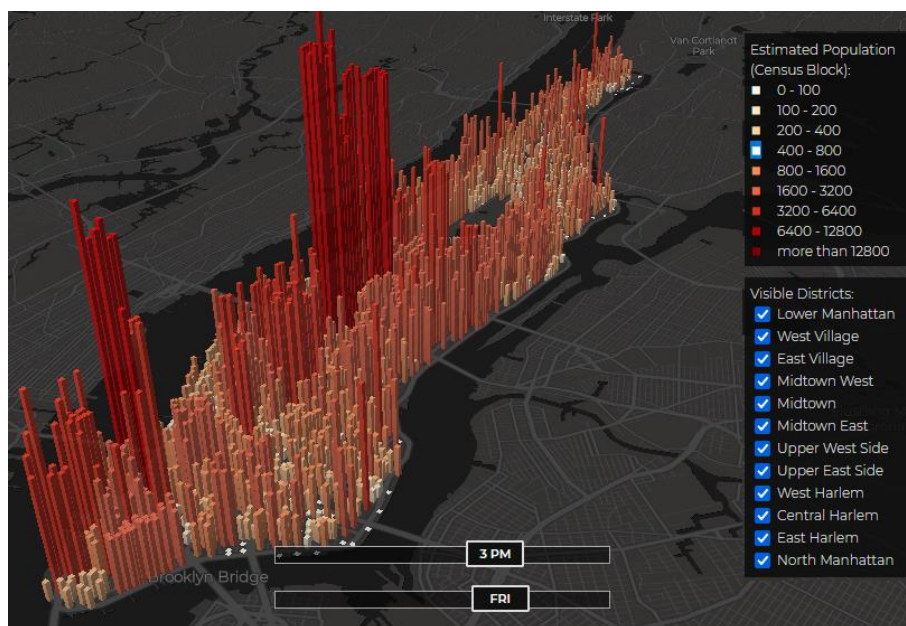 Interstate Park
Van Cortlandt
Park
Estimated Population
(Census Block):
0 - 100
100 - 200
200 - 400
400 - 800
800 - 1600
1600 - 3200
3200 - 6400
6400 - 12800
more than 12800
Visible Districts:
Lower Manhattan
West Village
East Village
Midtown West
Midtown
Midtown East
Upper West Side
Upper East Side
West Harlem
Central Harlem
East Harlem
North Manhattan
3 PM
Brooklyn Bridge
FRI